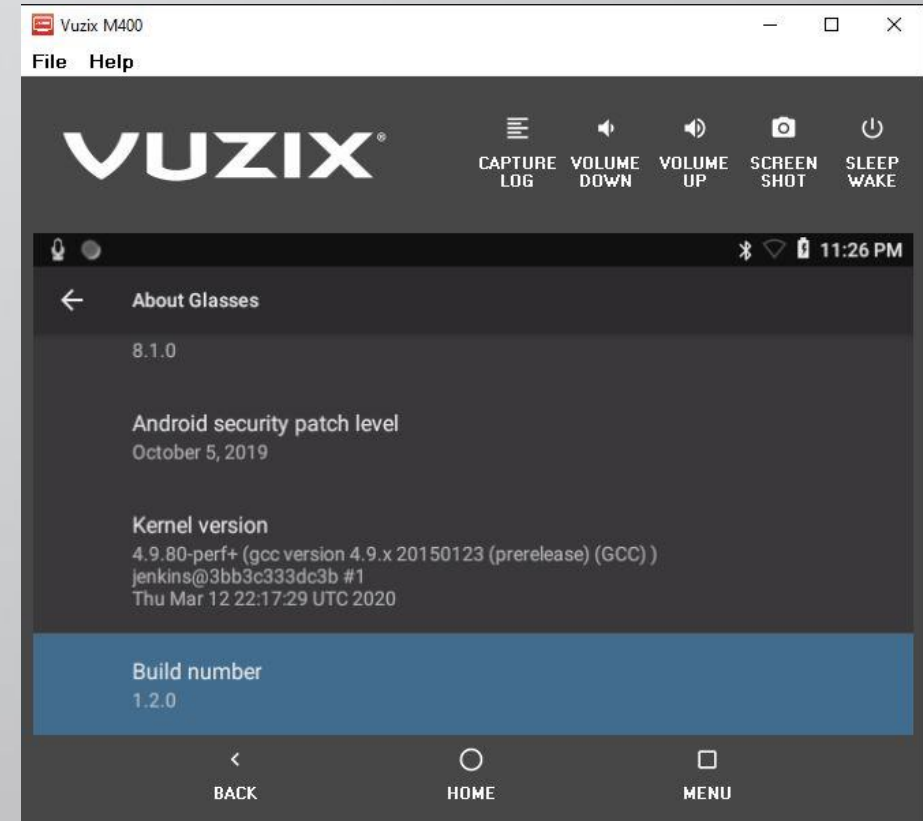 Vuzix M400
File Help
VUZIX®
CAPTURE LOG
VOLUME DOWN
VOLUME UP
SCREEN SHOT
SLEEP WAKE
11:26 PM
About Glasses
8.1.0
Android security patch level
October 5, 2019
Kernel version
4.9.80-perf+ (gcc version 4.9.x 20150123 (prerelease) (GCC) )
jenkins@3bb3c333dc3b #1
Thu Mar 12 22:17:29 UTC 2020
Build number
1.2.0
BACK HOME MENU